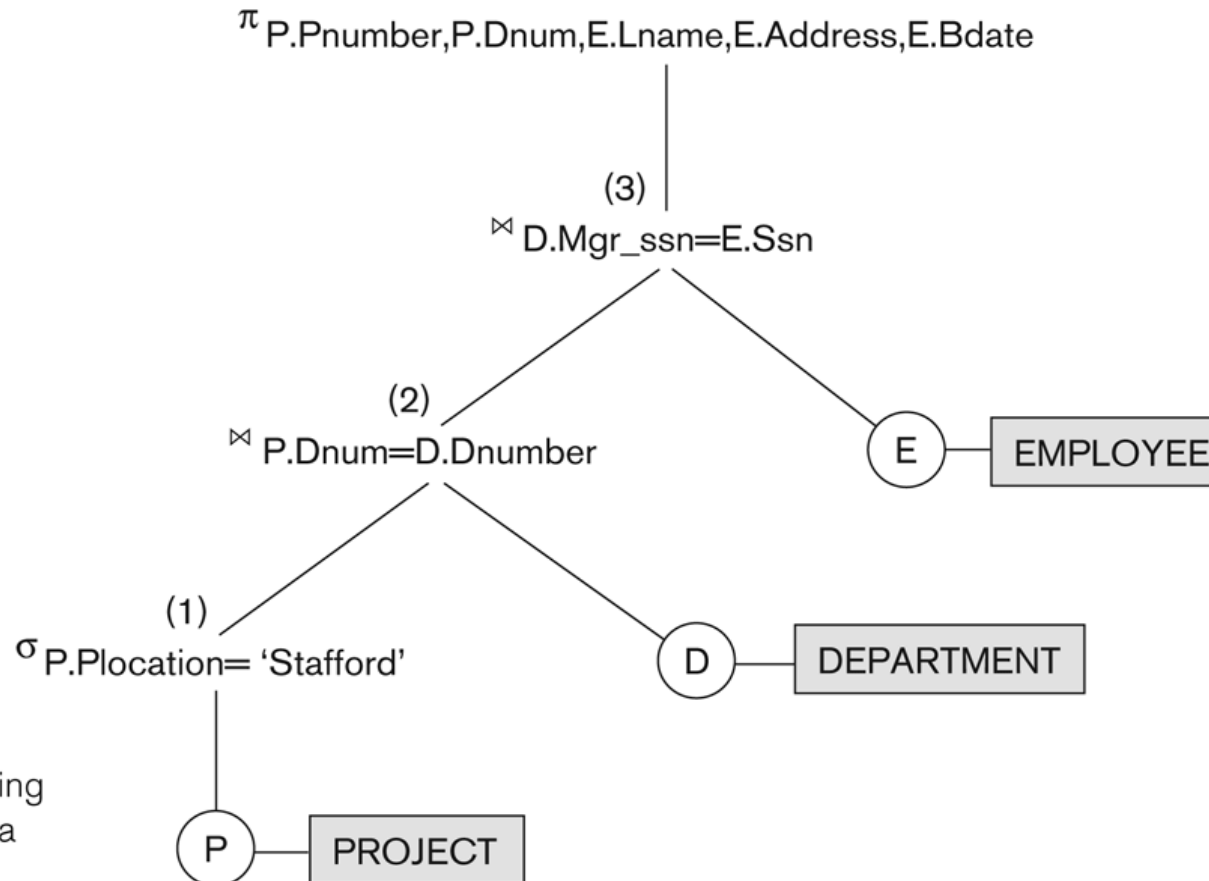 π P.Pnumber,P.Dnum,E.Lname,E.Address,E.Bdate
(3)
⋈ D.Mgr_ssn=E.Ssn
(2)
⋈ P.Dnum=D.Dnumber
E
EMPLOYEE
(1)
σ P.Plocation= ‘Stafford’
D
DEPARTMENT
ing
a
P
PROJECT